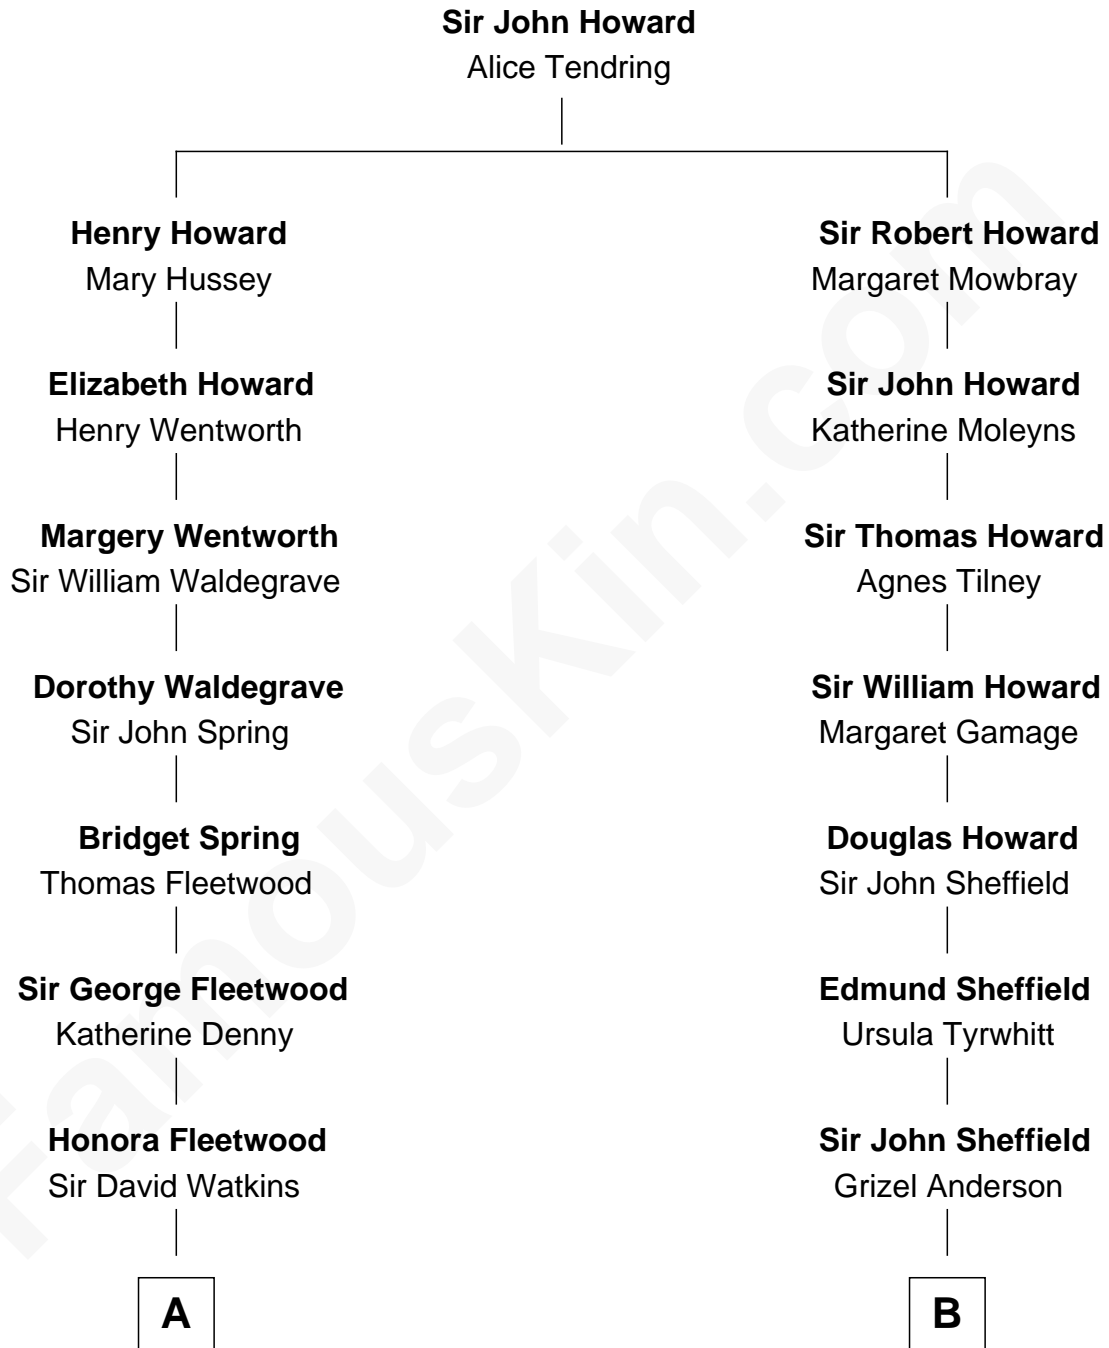 Sir John Howard
Alice Tendring
Henry Howard
Mary Hussey
Elizabeth Howard
Henry Wentworth
Margery Wentworth
Sir William Waldegrave
Dorothy Waldegrave
Sir John Spring
Bridget Spring
Thomas Fleetwood
Sir George Fleetwood
Katherine Denny
Honora Fleetwood
Sir David Watkins
A
Sir Robert Howard
Margaret Mowbray
Sir John Howard
Katherine Moleyns
Sir Thomas Howard
Agnes Tilney
Sir William Howard
Margaret Gamage
Douglas Howard
Sir John Sheffield
Edmund Sheffield
Ursula Tyrwhitt
Sir John Sheffield
Grizel Anderson
B
FamousKin.com